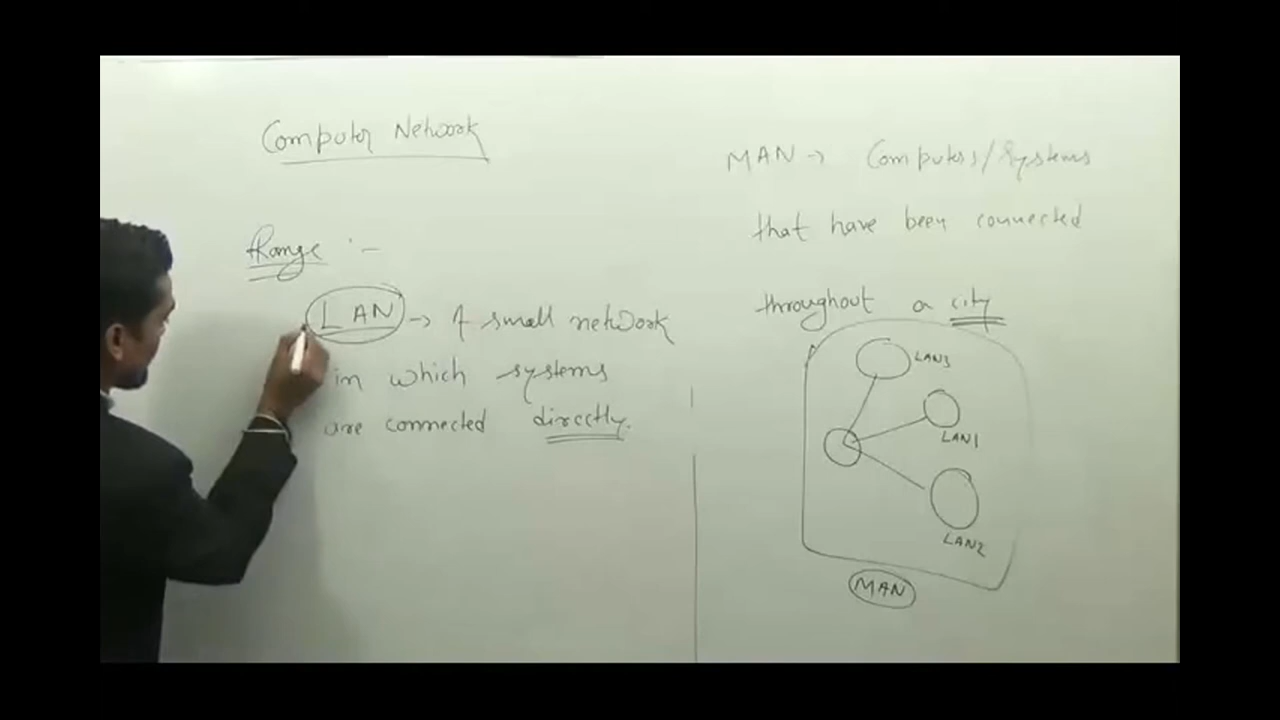 Computer Network
Range :-
LAN → A small network
in which systems
are connected directly.
MAN → Computers/Systems
that have been connected
throughout a city
LAN3
LAN1
LAN2
MAN